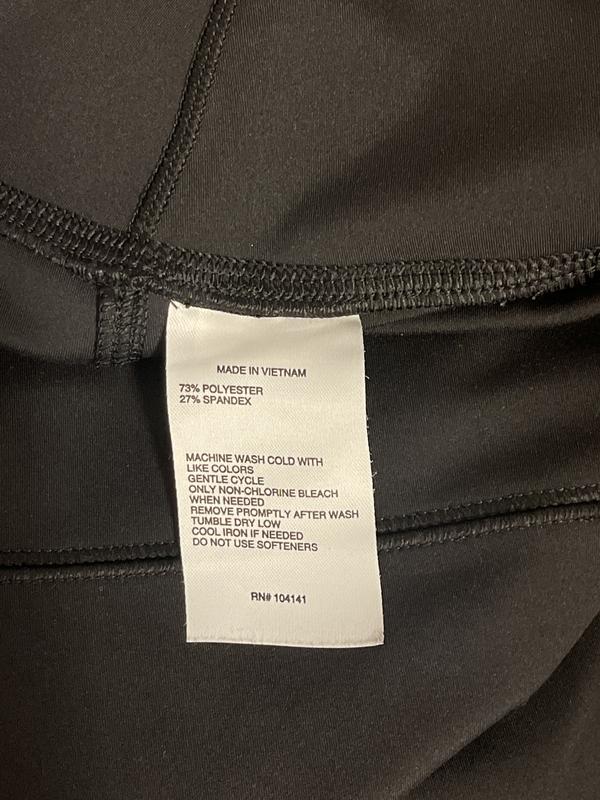 MADE IN VIETNAM
73% POLYESTER
27% SPANDEX
MACHINE WASH COLD WITH
LIKE COLORS
GENTLE CYCLE
ONLY NON-CHLORINE BLEACH
WHEN NEEDED
REMOVE PROMPTLY AFTER WASH
TUMBLE DRY LOW
COOL IRON IF NEEDED
DO NOT USE SOFTENERS
RN# 104141